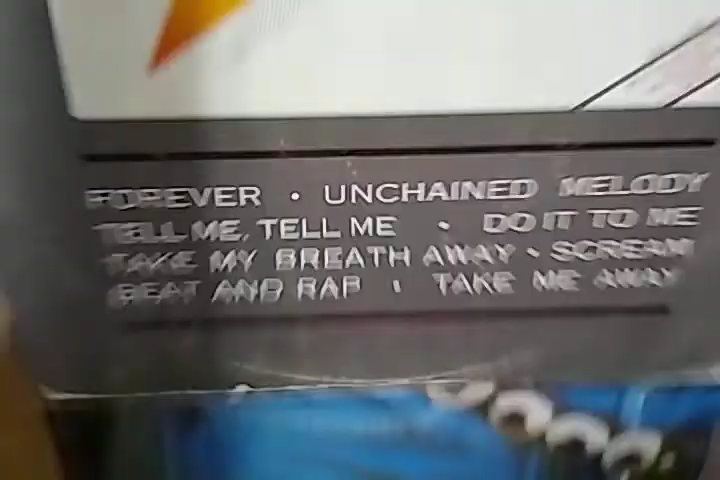 FOREVER • UNCHAINED MELODY
TELL ME, TELL ME • DO IT TO ME
TAKE MY BREATH AWAY • SCREAM
BEAT AND RAP • TAKE ME AWAY